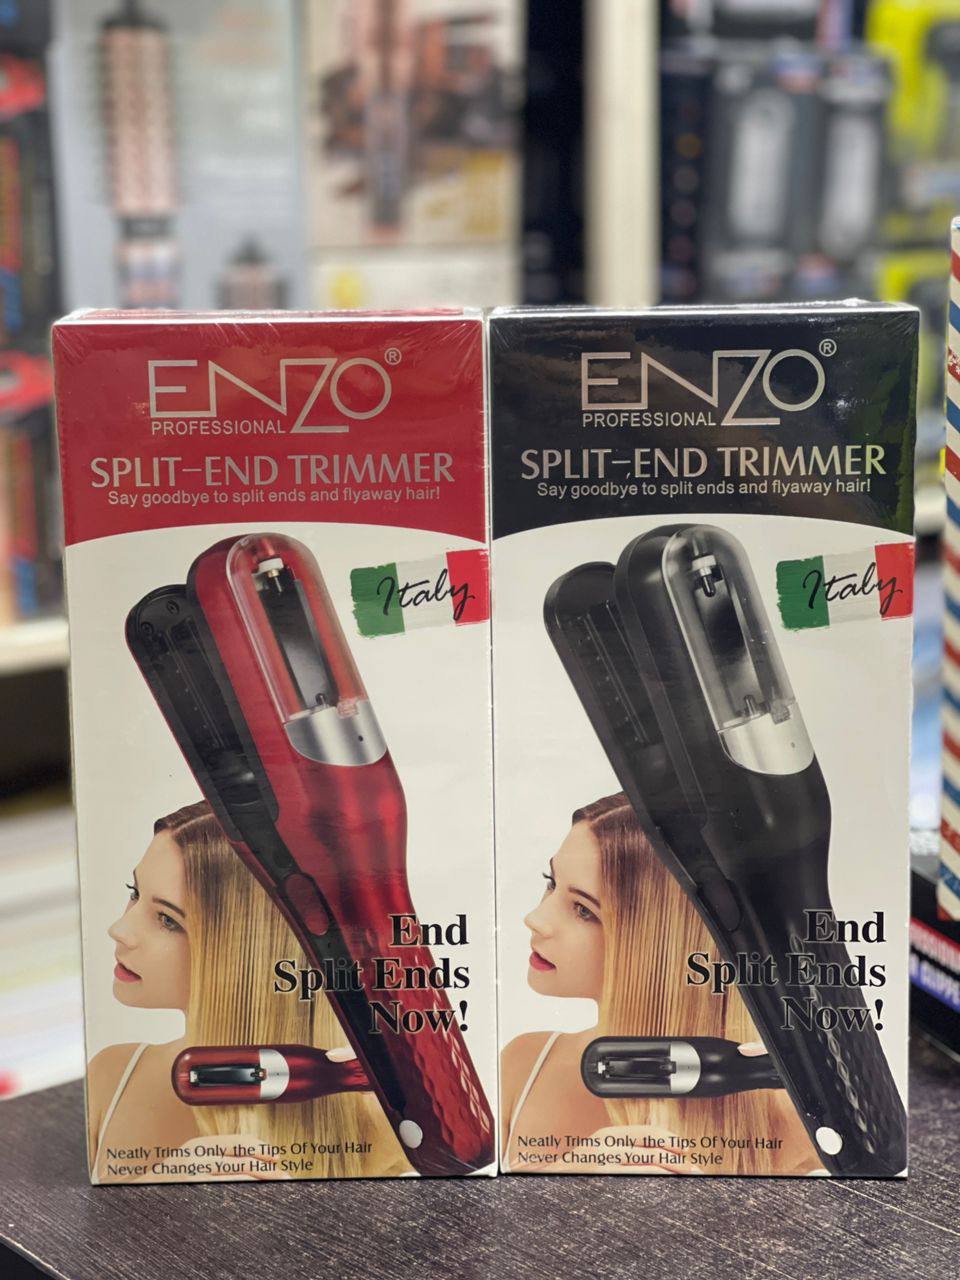 ENZO®
PROFESSIONAL
SPLIT-END TRIMMER
Say goodbye to split ends and flyaway hair!
Italy
End
Split Ends
Now!
Neatly Trims Only the Tips Of Your Hair
Never Changes Your Hair Style
ENZO®
PROFESSIONAL
SPLIT-END TRIMMER
Say goodbye to split ends and flyaway hair!
Italy
End
Split Ends
Now!
Neatly Trims Only the Tips Of Your Hair
Never Changes Your Hair Style